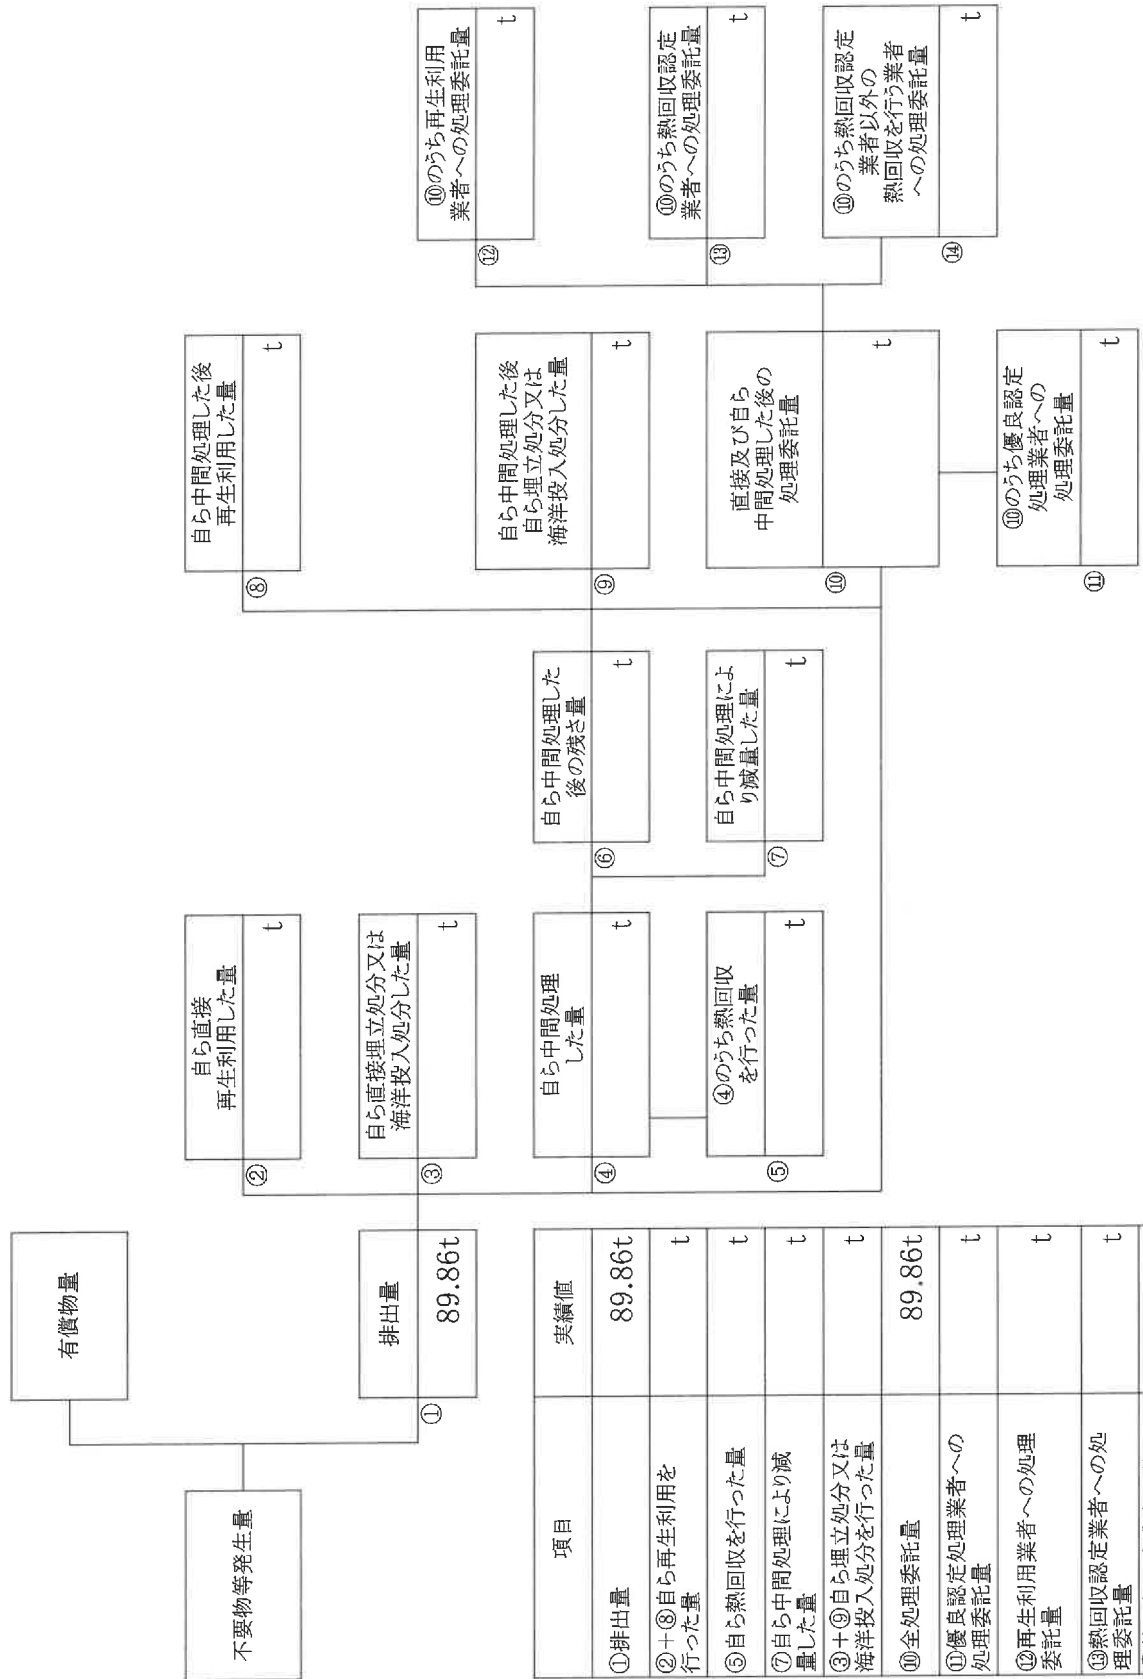 不要物等発生量
有償物量
①
排出量
89.86t
②
自ら直接
再生利用した量
t
③
自ら直接埋立処分又は
海洋投入処分した量
t
④
自ら中間処理
した量
t
⑤
④のうち熱回収
を行った量
t
⑥
自ら中間処理した
後の残さ量
t
⑦
自ら中間処理によ
り減量した量
t
⑧
自ら中間処理した後
再生利用した量
t
⑨
自ら中間処理した後
自ら埋立処分又は
海洋投入処分した量
t
⑩
直接及び自ら
中間処理した後の
処理委託量
t
⑪
⑩のうち優良認定
処理業者への
処理委託量
t
⑫
⑩のうち再生利用
業者への処理委託量
t
⑬
⑩のうち熱回収認定
業者への処理委託量
t
⑭
⑩のうち熱回収認定
業者以外の
熱回収を行う業者
への処理委託量
t
項目 実績値
①排出量 89.86t
②+⑧自ら再生利用を
行った量 t
⑤自ら熱回収を行った量 t
⑦自ら中間処理により減
量した量 t
③+⑨自ら埋立処分又は
海洋投入処分を行った量 t
⑩全処理委託量 89.86t
⑪優良認定処理業者への
処理委託量 t
⑫再生利用業者への処理
委託量 t
⑬熱回収認定業者への処
理委託量 t